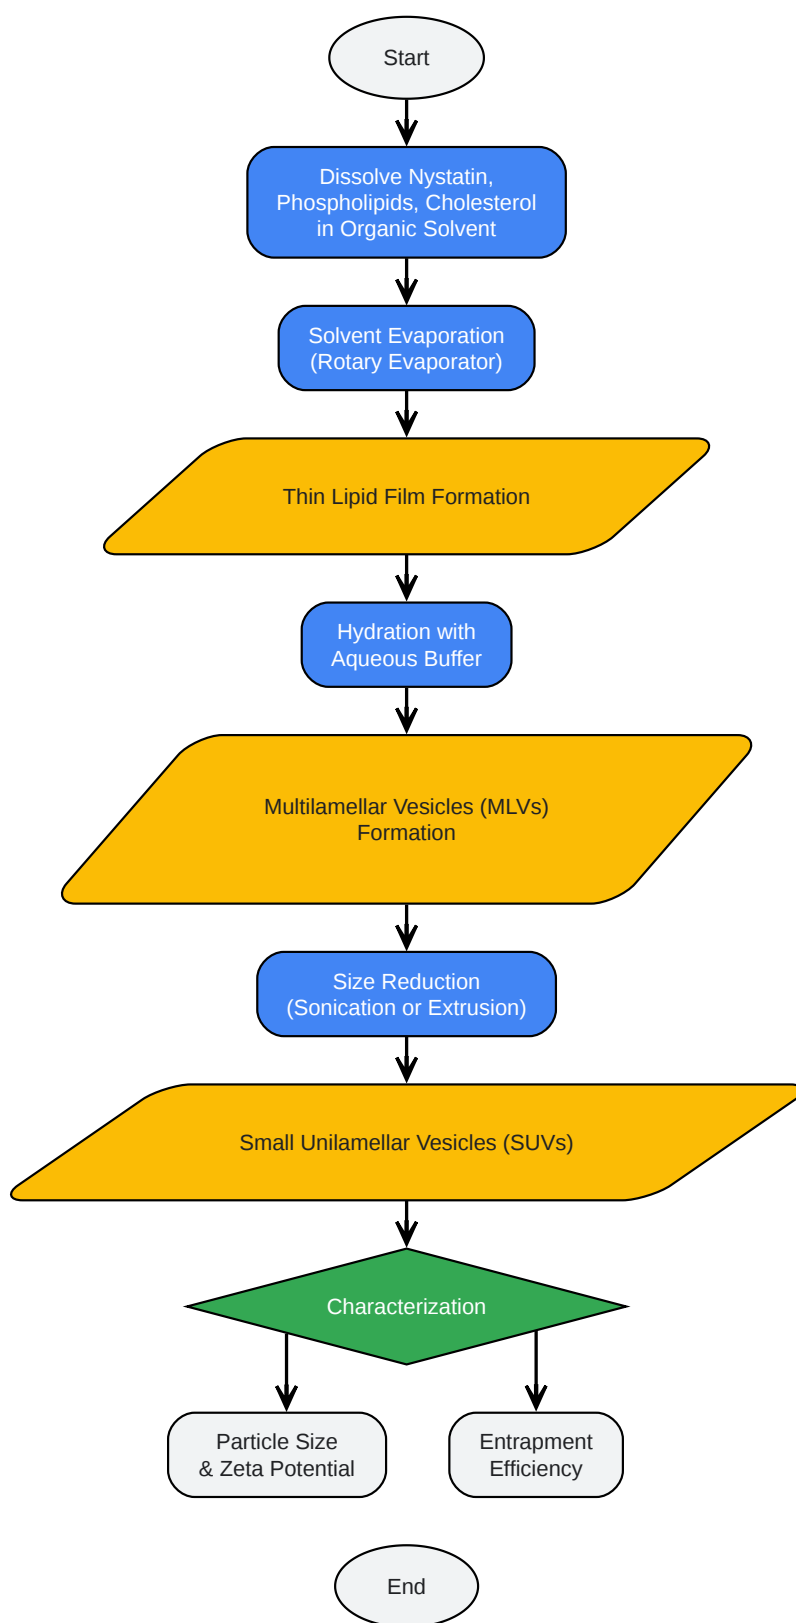 Start
Dissolve Nystatin,
Phospholipids, Cholesterol
in Organic Solvent
Solvent Evaporation
(Rotary Evaporator)
Thin Lipid Film Formation
Hydration with
Aqueous Buffer
Multilamellar Vesicles (MLVs)
Formation
Size Reduction
(Sonication or Extrusion)
Small Unilamellar Vesicles (SUVs)
Characterization
Particle Size
& Zeta Potential
Entrapment
Efficiency
End